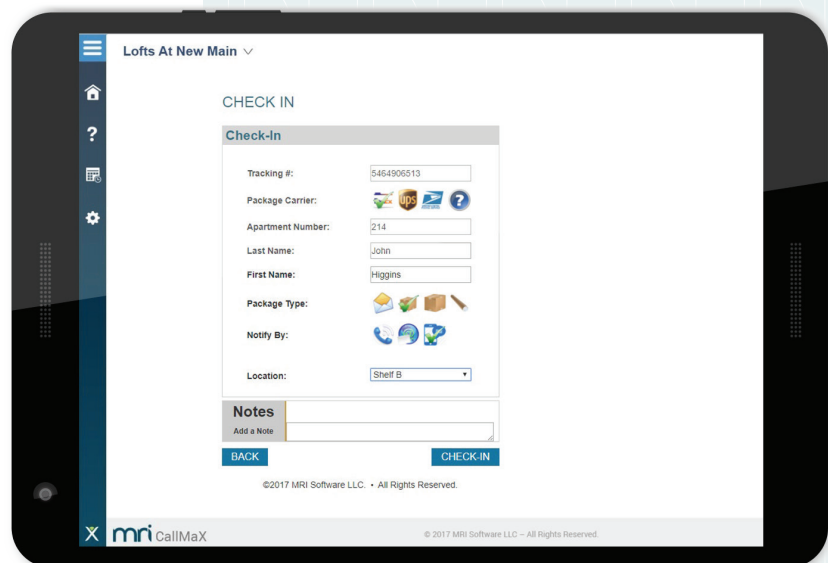 Lofts At New Main
CHECK IN
Check-In
Tracking #: 5464906513
Package Carrier: ups
Apartment Number: 214
Last Name: John
First Name: Higgins
Package Type:
Notify By:
Location: Shelf B
Notes
Add a Note
BACK CHECK-IN
©2017 MRI Software LLC. • All Rights Reserved.
mri CallMaX © 2017 MRI Software LLC – All Rights Reserved.